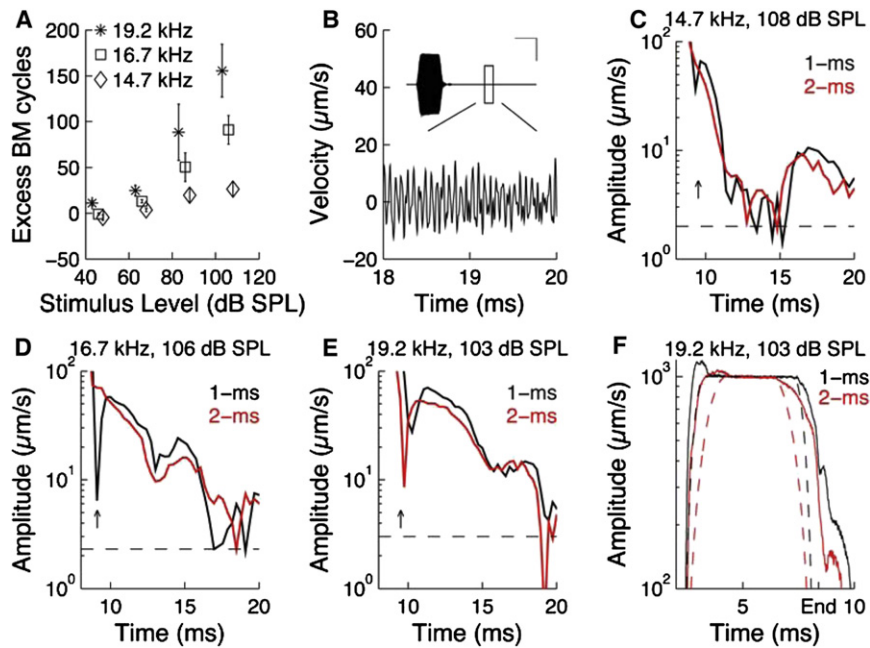 A
19.2 kHz
16.7 kHz
14.7 kHz
Excess BM cycles
200
150
100
50
0
−50
40 60 80 100 120
Stimulus Level (dB SPL)
B
Velocity (µm/s)
60
40
20
0
−20
18 19 20
Time (ms)
C 14.7 kHz, 108 dB SPL
1−ms
2−ms
Amplitude (µm/s)
10²
10¹
10⁰
10 15 20
Time (ms)
D 16.7 kHz, 106 dB SPL
1−ms
2−ms
Amplitude (µm/s)
10²
10¹
10⁰
10 15 20
Time (ms)
E 19.2 kHz, 103 dB SPL
1−ms
2−ms
Amplitude (µm/s)
10²
10¹
10⁰
10 15 20
Time (ms)
F 19.2 kHz, 103 dB SPL
1−ms
2−ms
Amplitude (µm/s)
10³
10²
5 End 10
Time (ms)